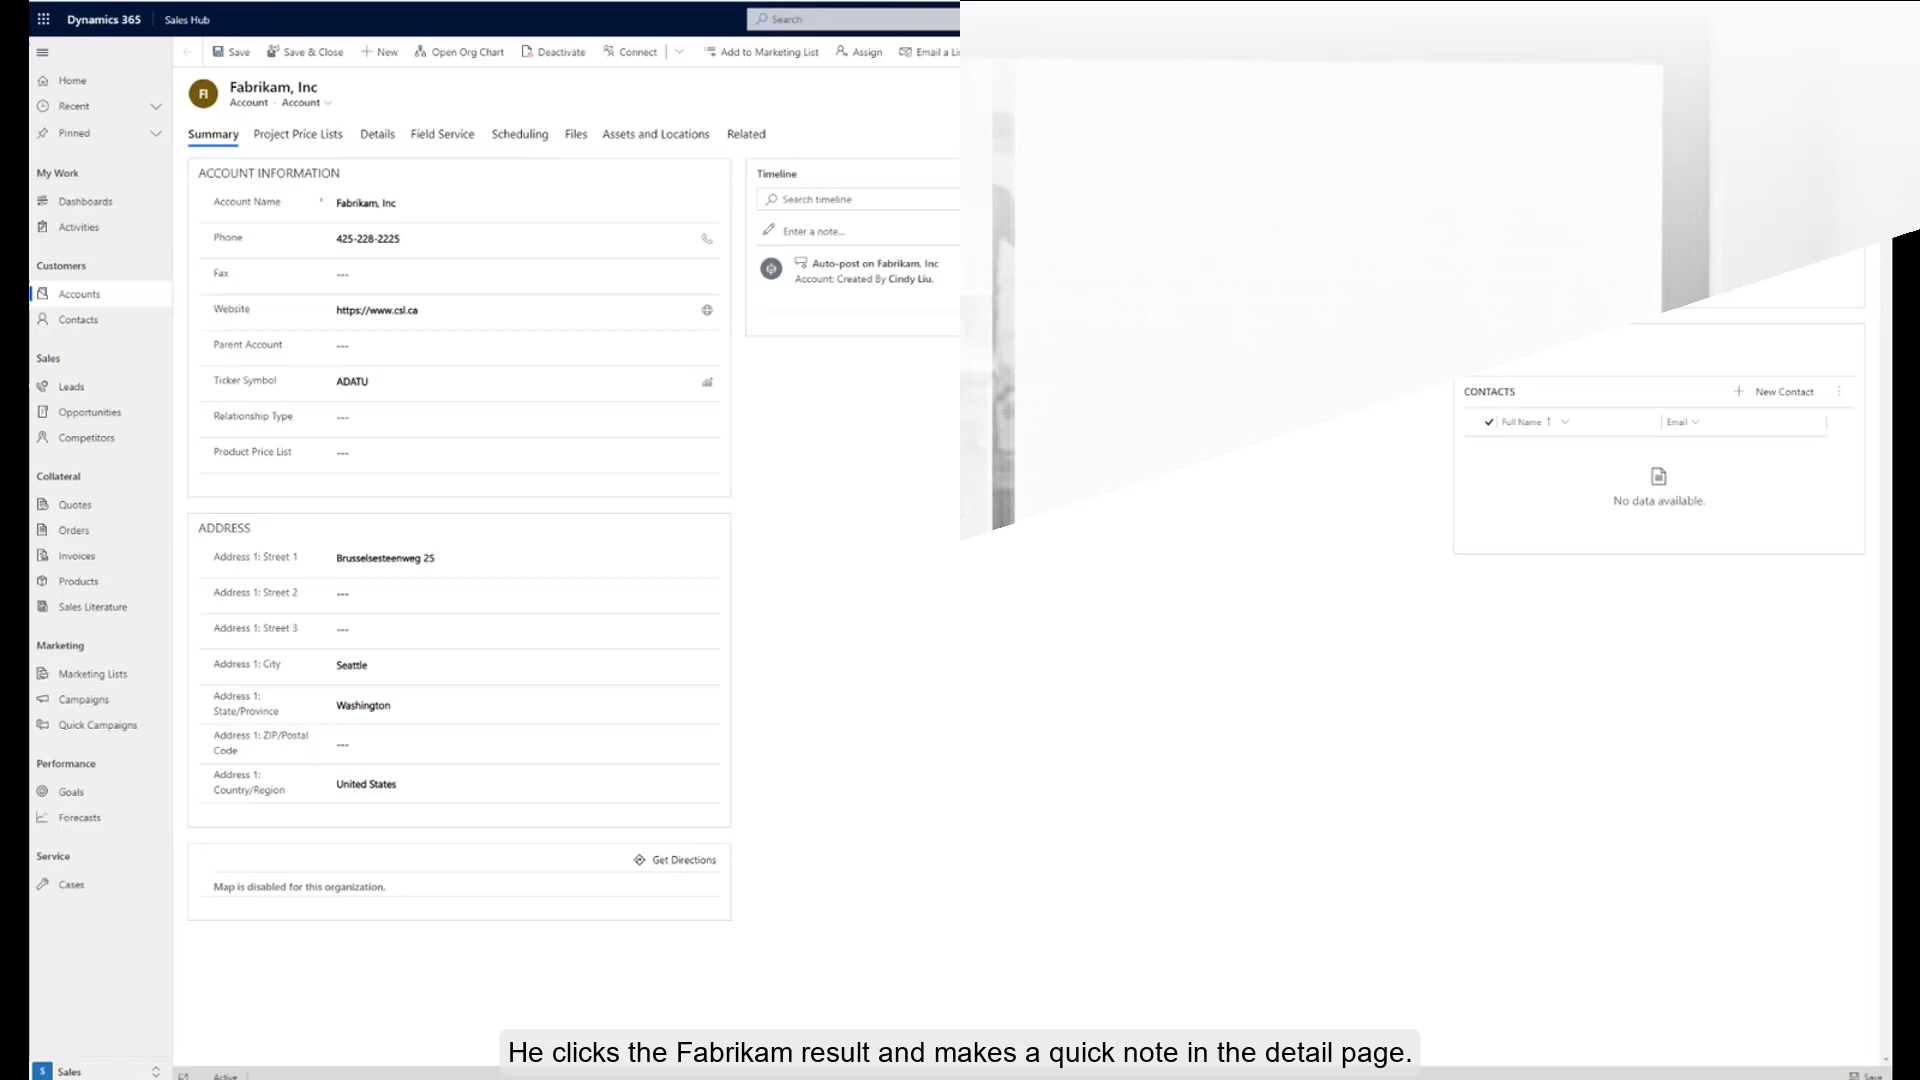 Dynamics 365
Sales Hub
Search
Save
Save & Close
New
Open Org Chart
Deactivate
Connect
Add to Marketing List
Assign
Email a
Home
Recent
Pinned
My Work
Dashboards
Activities
Customers
Accounts
Contacts
Sales
Leads
Opportunities
Competitors
Collateral
Quotes
Orders
Invoices
Products
Sales Literature
Marketing
Marketing Lists
Campaigns
Quick Campaigns
Performance
Goals
Forecasts
Service
Cases
S
Sales
FI
Fabrikam, Inc
Account · Account
Summary
Project Price Lists
Details
Field Service
Scheduling
Files
Assets and Locations
Related
ACCOUNT INFORMATION
Account Name * Fabrikam, Inc
Phone 425-228-2225
Fax ---
Website https://www.csl.ca
Parent Account ---
Ticker Symbol ADATU
Relationship Type ---
Product Price List ---
ADDRESS
Address 1: Street 1 Brusselsesteenweg 25
Address 1: Street 2 ---
Address 1: Street 3 ---
Address 1: City Seattle
Address 1:
State/Province
Washington
Address 1: ZIP/Postal
Code
---
Address 1:
Country/Region
United States
Get Directions
Map is disabled for this organization.
Timeline
Search timeline
Enter a note...
Auto-post on Fabrikam, Inc
Account: Created By Cindy Liu.
CONTACTS
New Contact
Full Name ↑
Email
No data available.
Active
Save
He clicks the Fabrikam result and makes a quick note in the detail page.